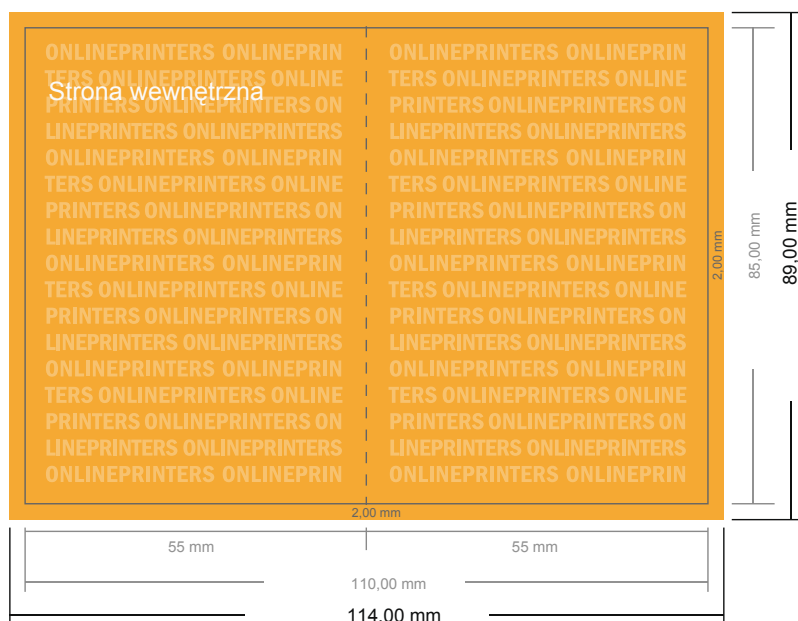 ONLINEPRINTERS ONLINEPRIN
TERS ONLINEPRINTERS ONLINE
Strona wewnętrzna
PRINTERS ONLINEPRINTERS ON
LINEPRINTERS ONLINEPRINTERS
ONLINEPRINTERS ONLINEPRIN
TERS ONLINEPRINTERS ONLINE
PRINTERS ONLINEPRINTERS ON
LINEPRINTERS ONLINEPRINTERS
ONLINEPRINTERS ONLINEPRIN
TERS ONLINEPRINTERS ONLINE
PRINTERS ONLINEPRINTERS ON
LINEPRINTERS ONLINEPRINTERS
ONLINEPRINTERS ONLINEPRIN
TERS ONLINEPRINTERS ONLINE
PRINTERS ONLINEPRINTERS ON
LINEPRINTERS ONLINEPRINTERS
ONLINEPRINTERS ONLINEPRIN
ONLINEPRINTERS ONLINEPRIN
TERS ONLINEPRINTERS ONLINE
PRINTERS ONLINEPRINTERS ON
LINEPRINTERS ONLINEPRINTERS
ONLINEPRINTERS ONLINEPRIN
TERS ONLINEPRINTERS ONLINE
PRINTERS ONLINEPRINTERS ON
LINEPRINTERS ONLINEPRINTERS
ONLINEPRINTERS ONLINEPRIN
TERS ONLINEPRINTERS ONLINE
PRINTERS ONLINEPRINTERS ON
LINEPRINTERS ONLINEPRINTERS
ONLINEPRINTERS ONLINEPRIN
TERS ONLINEPRINTERS ONLINE
PRINTERS ONLINEPRINTERS ON
LINEPRINTERS ONLINEPRINTERS
ONLINEPRINTERS ONLINEPRIN
2,00 mm
85,00 mm
89,00 mm
2,00 mm
55 mm
55 mm
110,00 mm
114,00 mm